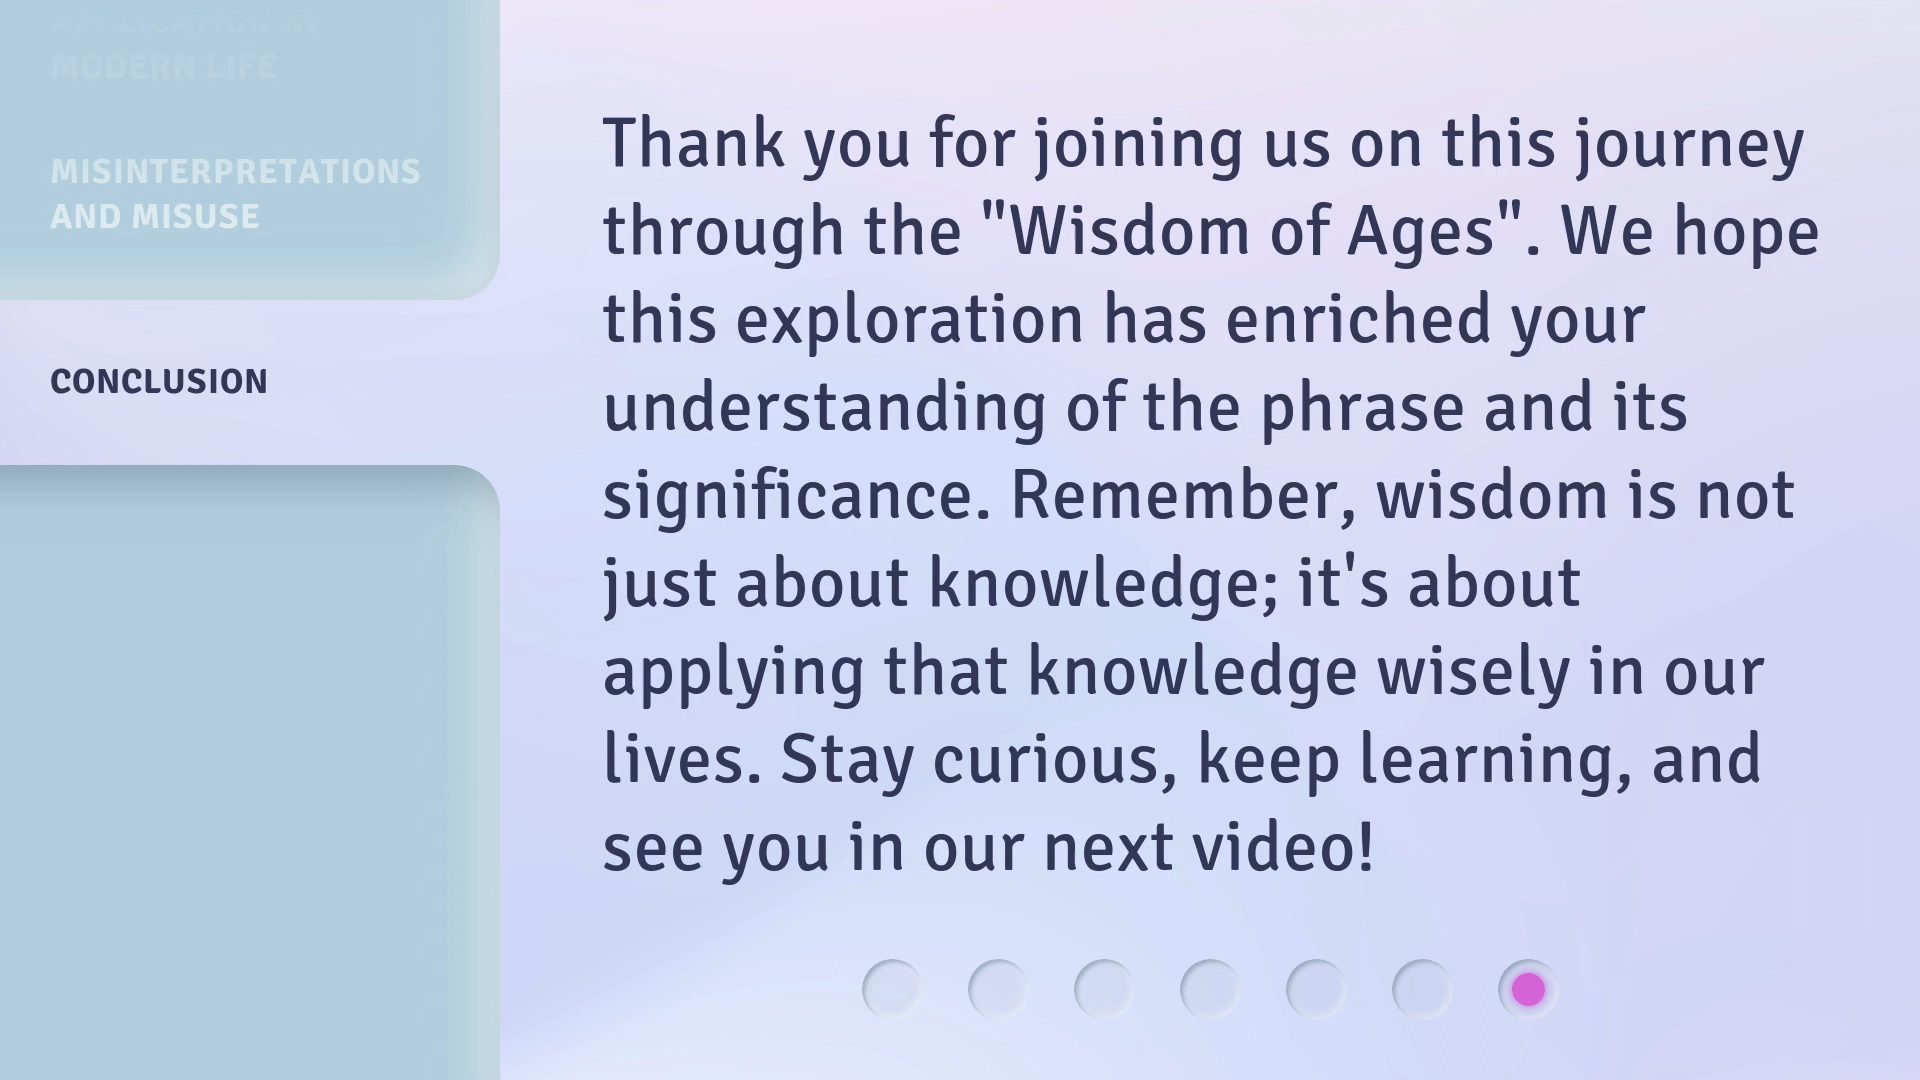 MODERN LIFE
MISINTERPRETATIONS
AND MISUSE
CONCLUSION
Thank you for joining us on this journey
through the "Wisdom of Ages". We hope
this exploration has enriched your
understanding of the phrase and its
significance. Remember, wisdom is not
just about knowledge; it's about
applying that knowledge wisely in our
lives. Stay curious, keep learning, and
see you in our next video!